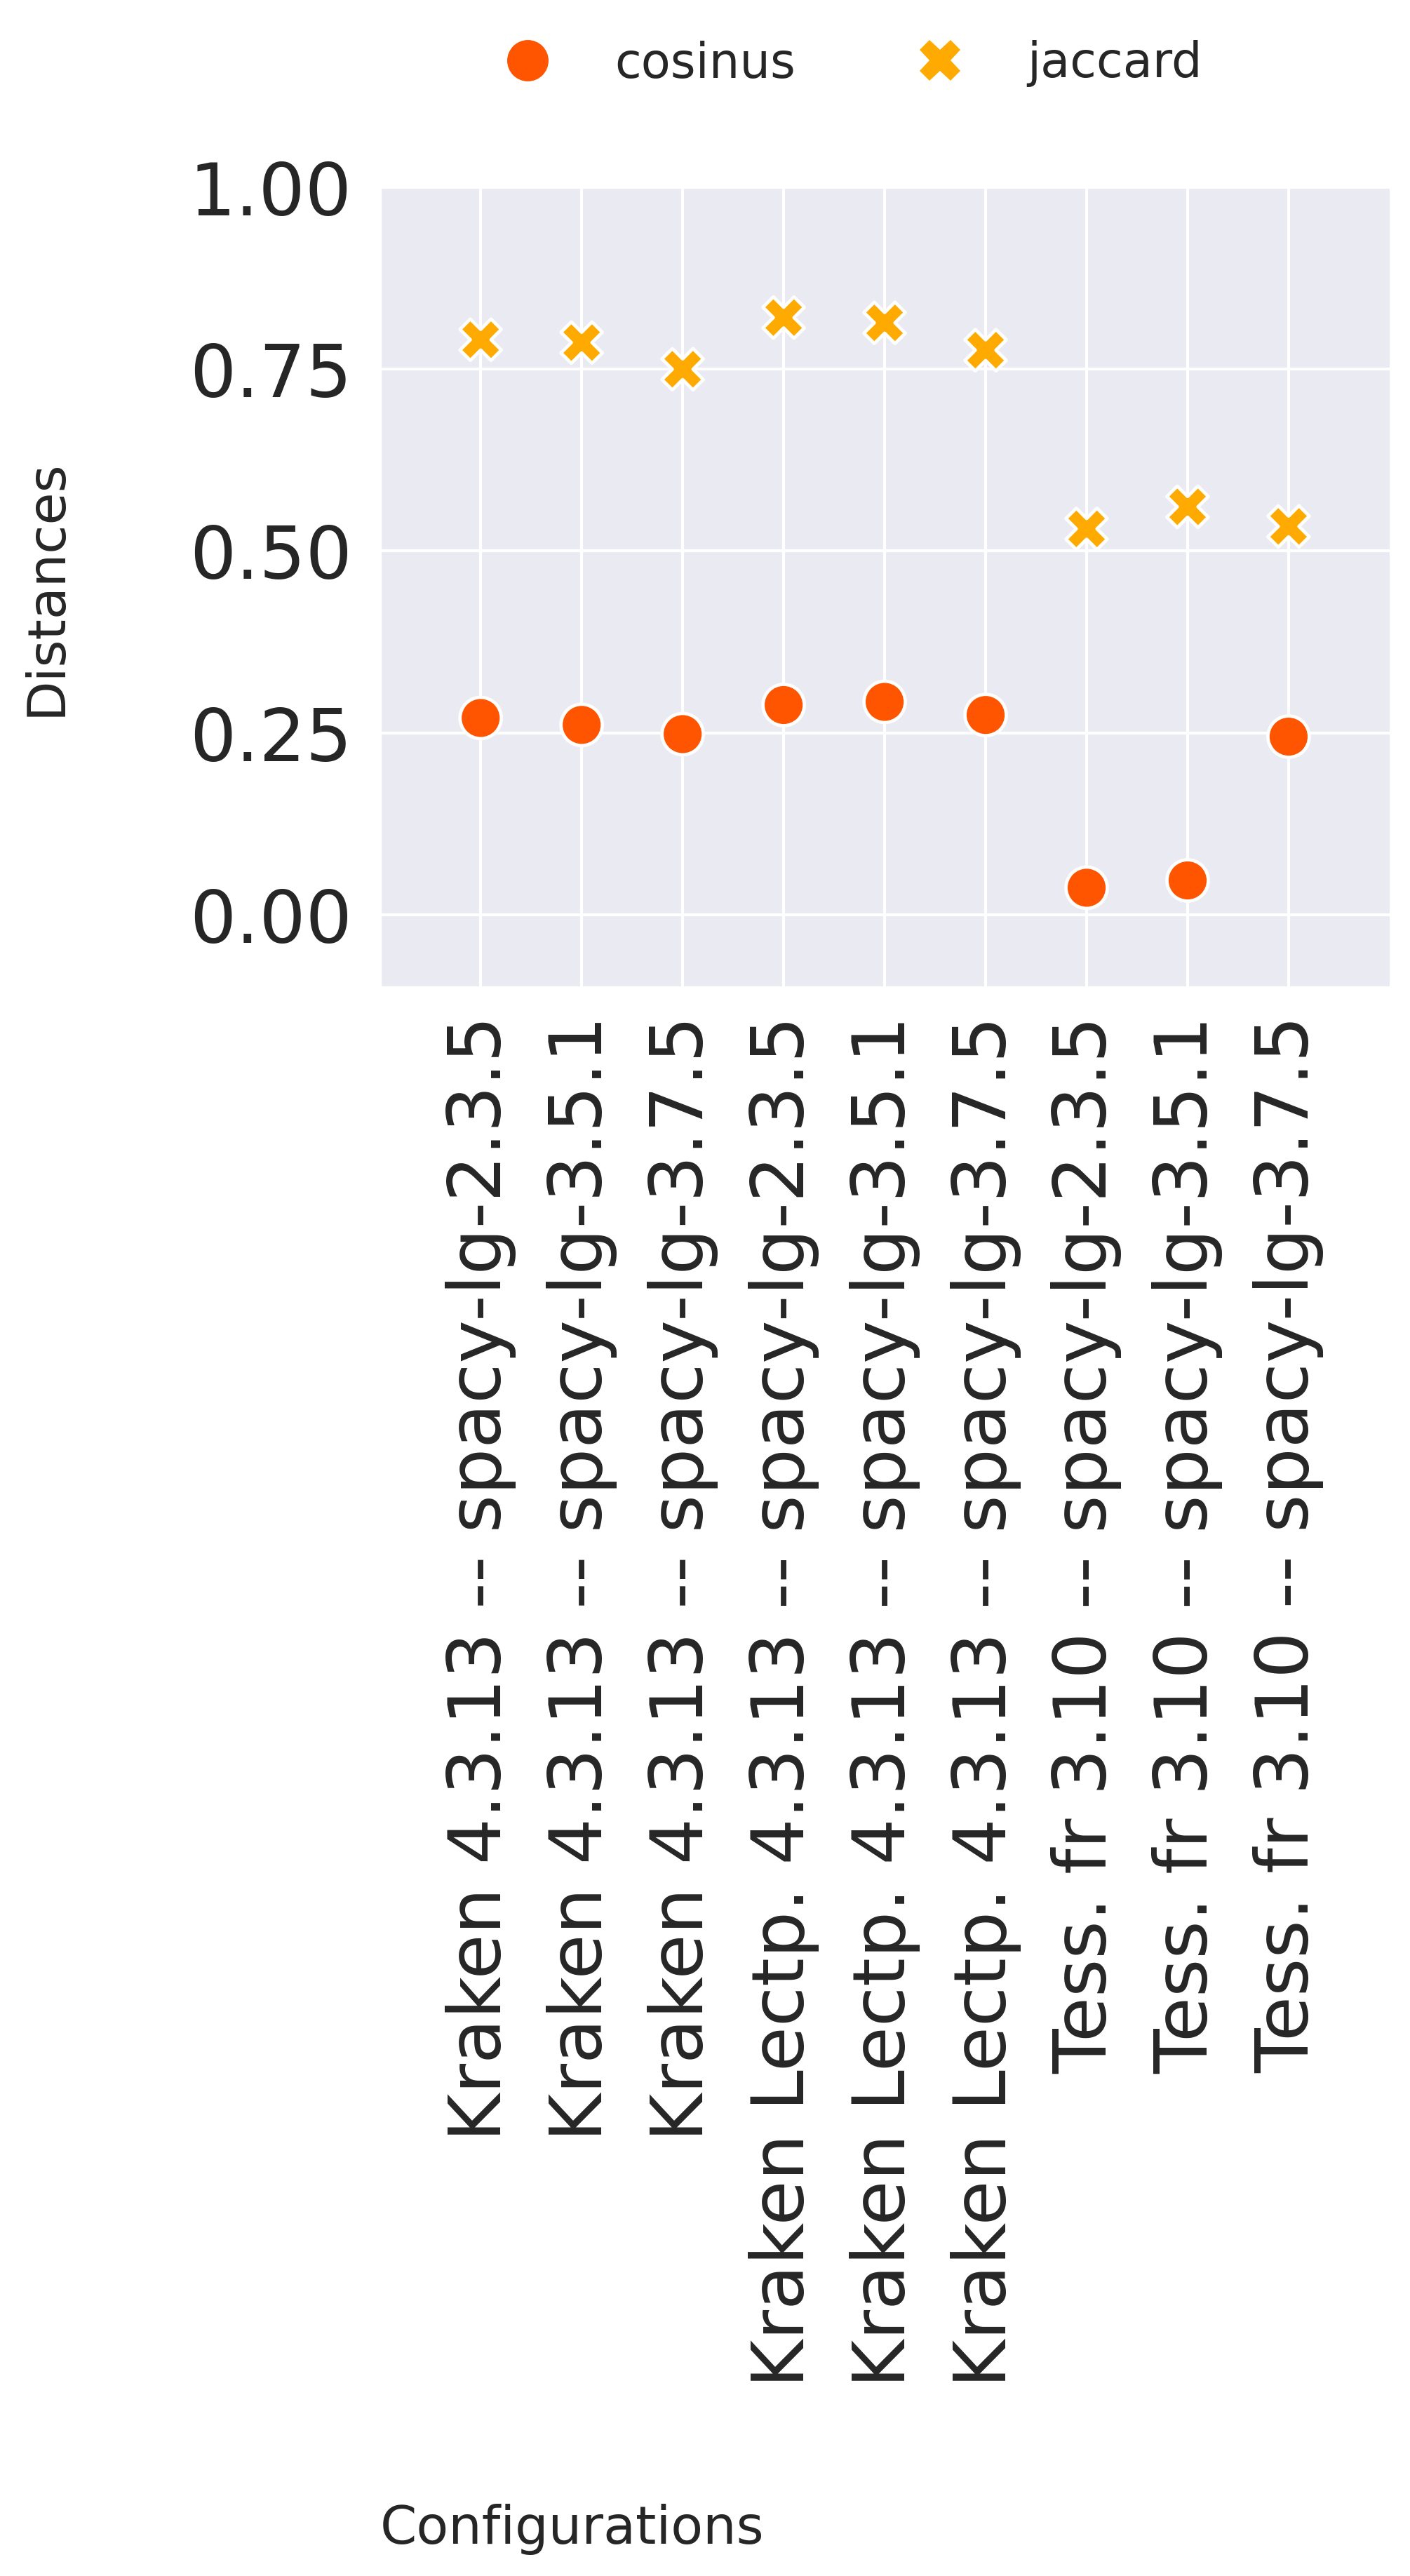 cosinus
jaccard
1.00
0.75
0.50
0.25
0.00
Distances
Kraken 4.3.13 -- spacy-lg-2.3.5
Kraken 4.3.13 -- spacy-lg-3.5.1
Kraken 4.3.13 -- spacy-lg-3.7.5
Kraken Lectp. 4.3.13 -- spacy-lg-2.3.5
Kraken Lectp. 4.3.13 -- spacy-lg-3.5.1
Kraken Lectp. 4.3.13 -- spacy-lg-3.7.5
Tess. fr 3.10 -- spacy-lg-2.3.5
Tess. fr 3.10 -- spacy-lg-3.5.1
Tess. fr 3.10 -- spacy-lg-3.7.5
Configurations